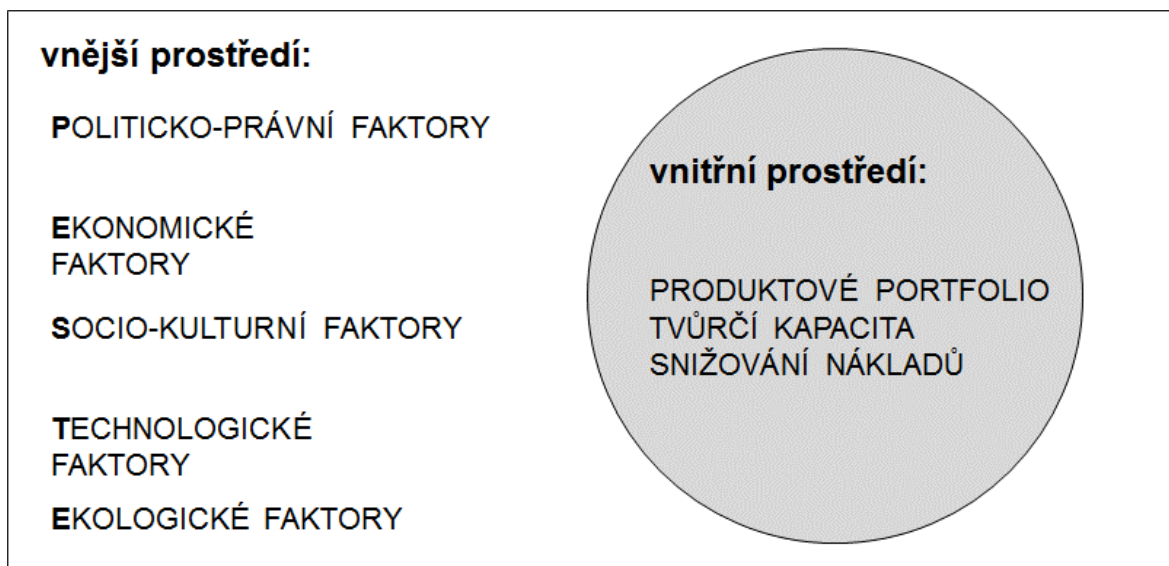 vnější prostředí:
POLITICKO-PRÁVNÍ FAKTORY
EKONOMICKÉ
FAKTORY
SOCIO-KULTURNÍ FAKTORY
TECHNOLOGICKÉ
FAKTORY
EKOLOGICKÉ FAKTORY
vnitřní prostředí:
PRODUKTOVÉ PORTFOLIO
TVŮRČÍ KAPACITA
SNIŽOVÁNÍ NÁKLADŮ